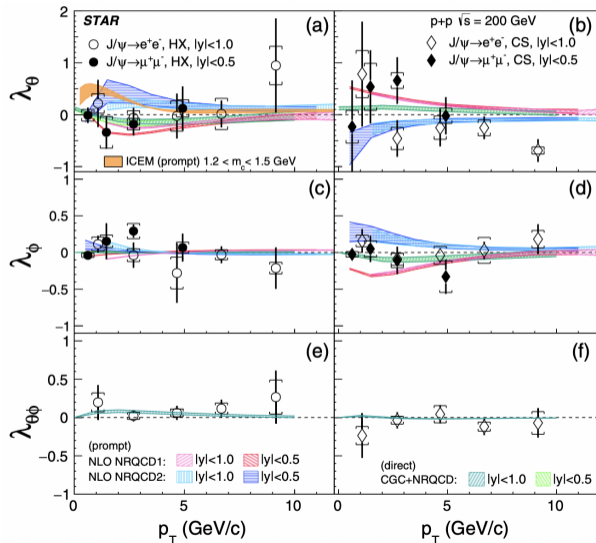 STAR
(a)
J/ψ→e⁺e⁻, HX, |y|<1.0
J/ψ→μ⁺μ⁻, HX, |y|<0.5
ICEM (prompt) 1.2 < m_c < 1.5 GeV
λ_θ
2
1
0
−1
p+p √s = 200 GeV
(b)
J/ψ→e⁺e⁻, CS, |y|<1.0
J/ψ→μ⁺μ⁻, CS, |y|<0.5
(c)
λ_ϕ
1
0.5
0
−0.5
−1
(d)
(e)
λ_θϕ
1
0.5
0
−0.5
−1
(prompt)
NLO NRQCD1: |y|<1.0 |y|<0.5
NLO NRQCD2: |y|<1.0 |y|<0.5
(f)
(direct)
CGC+NRQCD: |y|<1.0 |y|<0.5
0 5 10
0 5 10
p_T (GeV/c)
p_T (GeV/c)